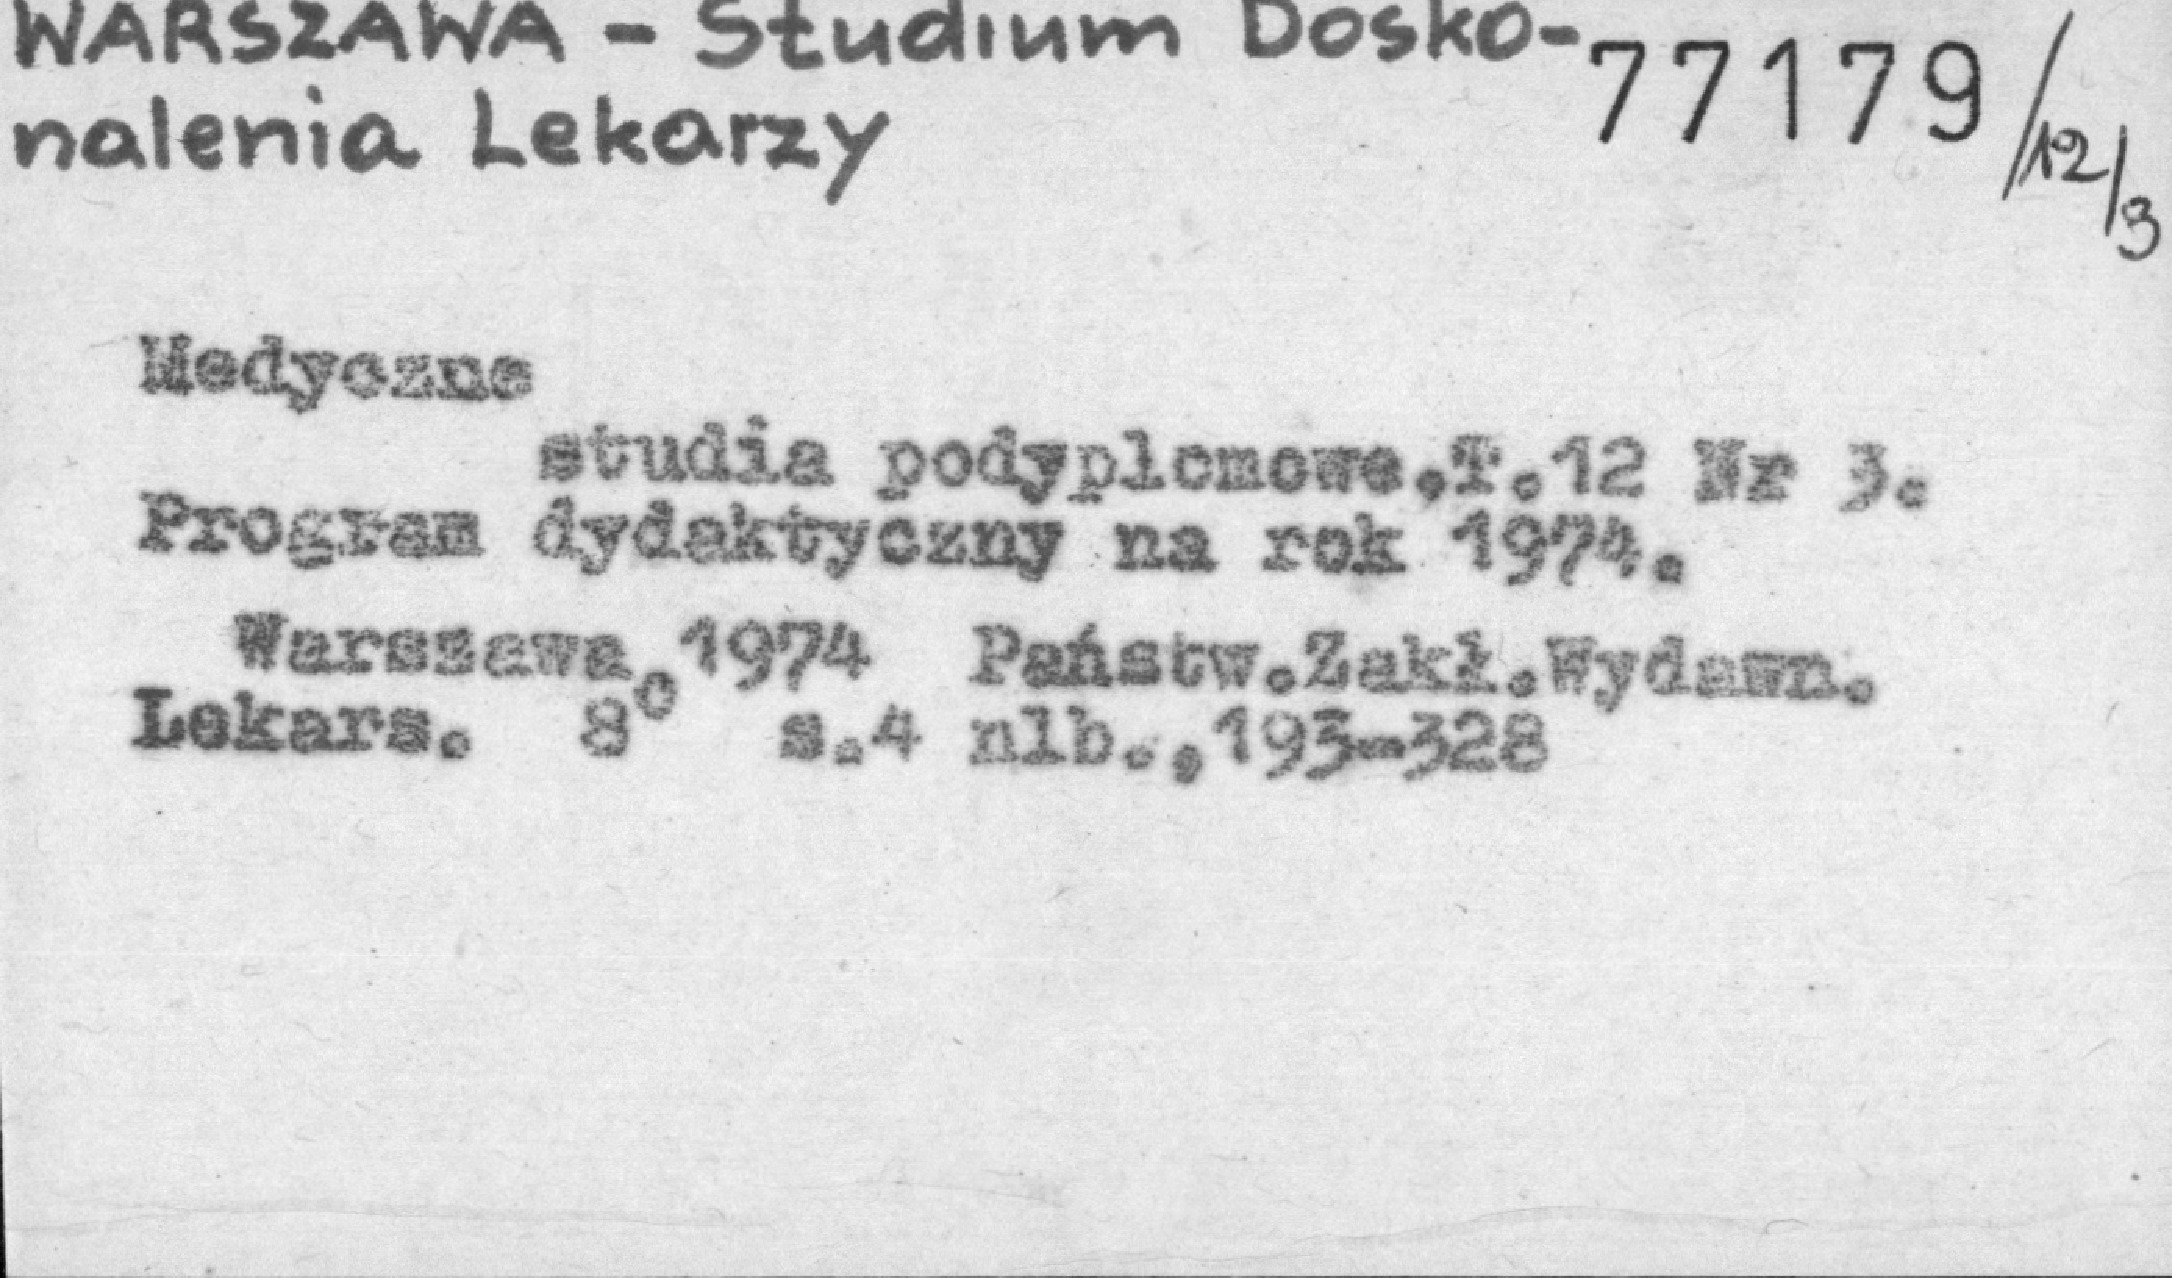 WARSZAWA - Studium Dosko-
nalenia Lekarzy
77179/12/3
Medyczne
studia podyplomowe.T.12 Nr 3.
Program dydaktyczny na rok 1974.
Warszawa 1974 Państw.Zakł.Wydawn.
Lekars. 8° s.4 nlb.,193-328